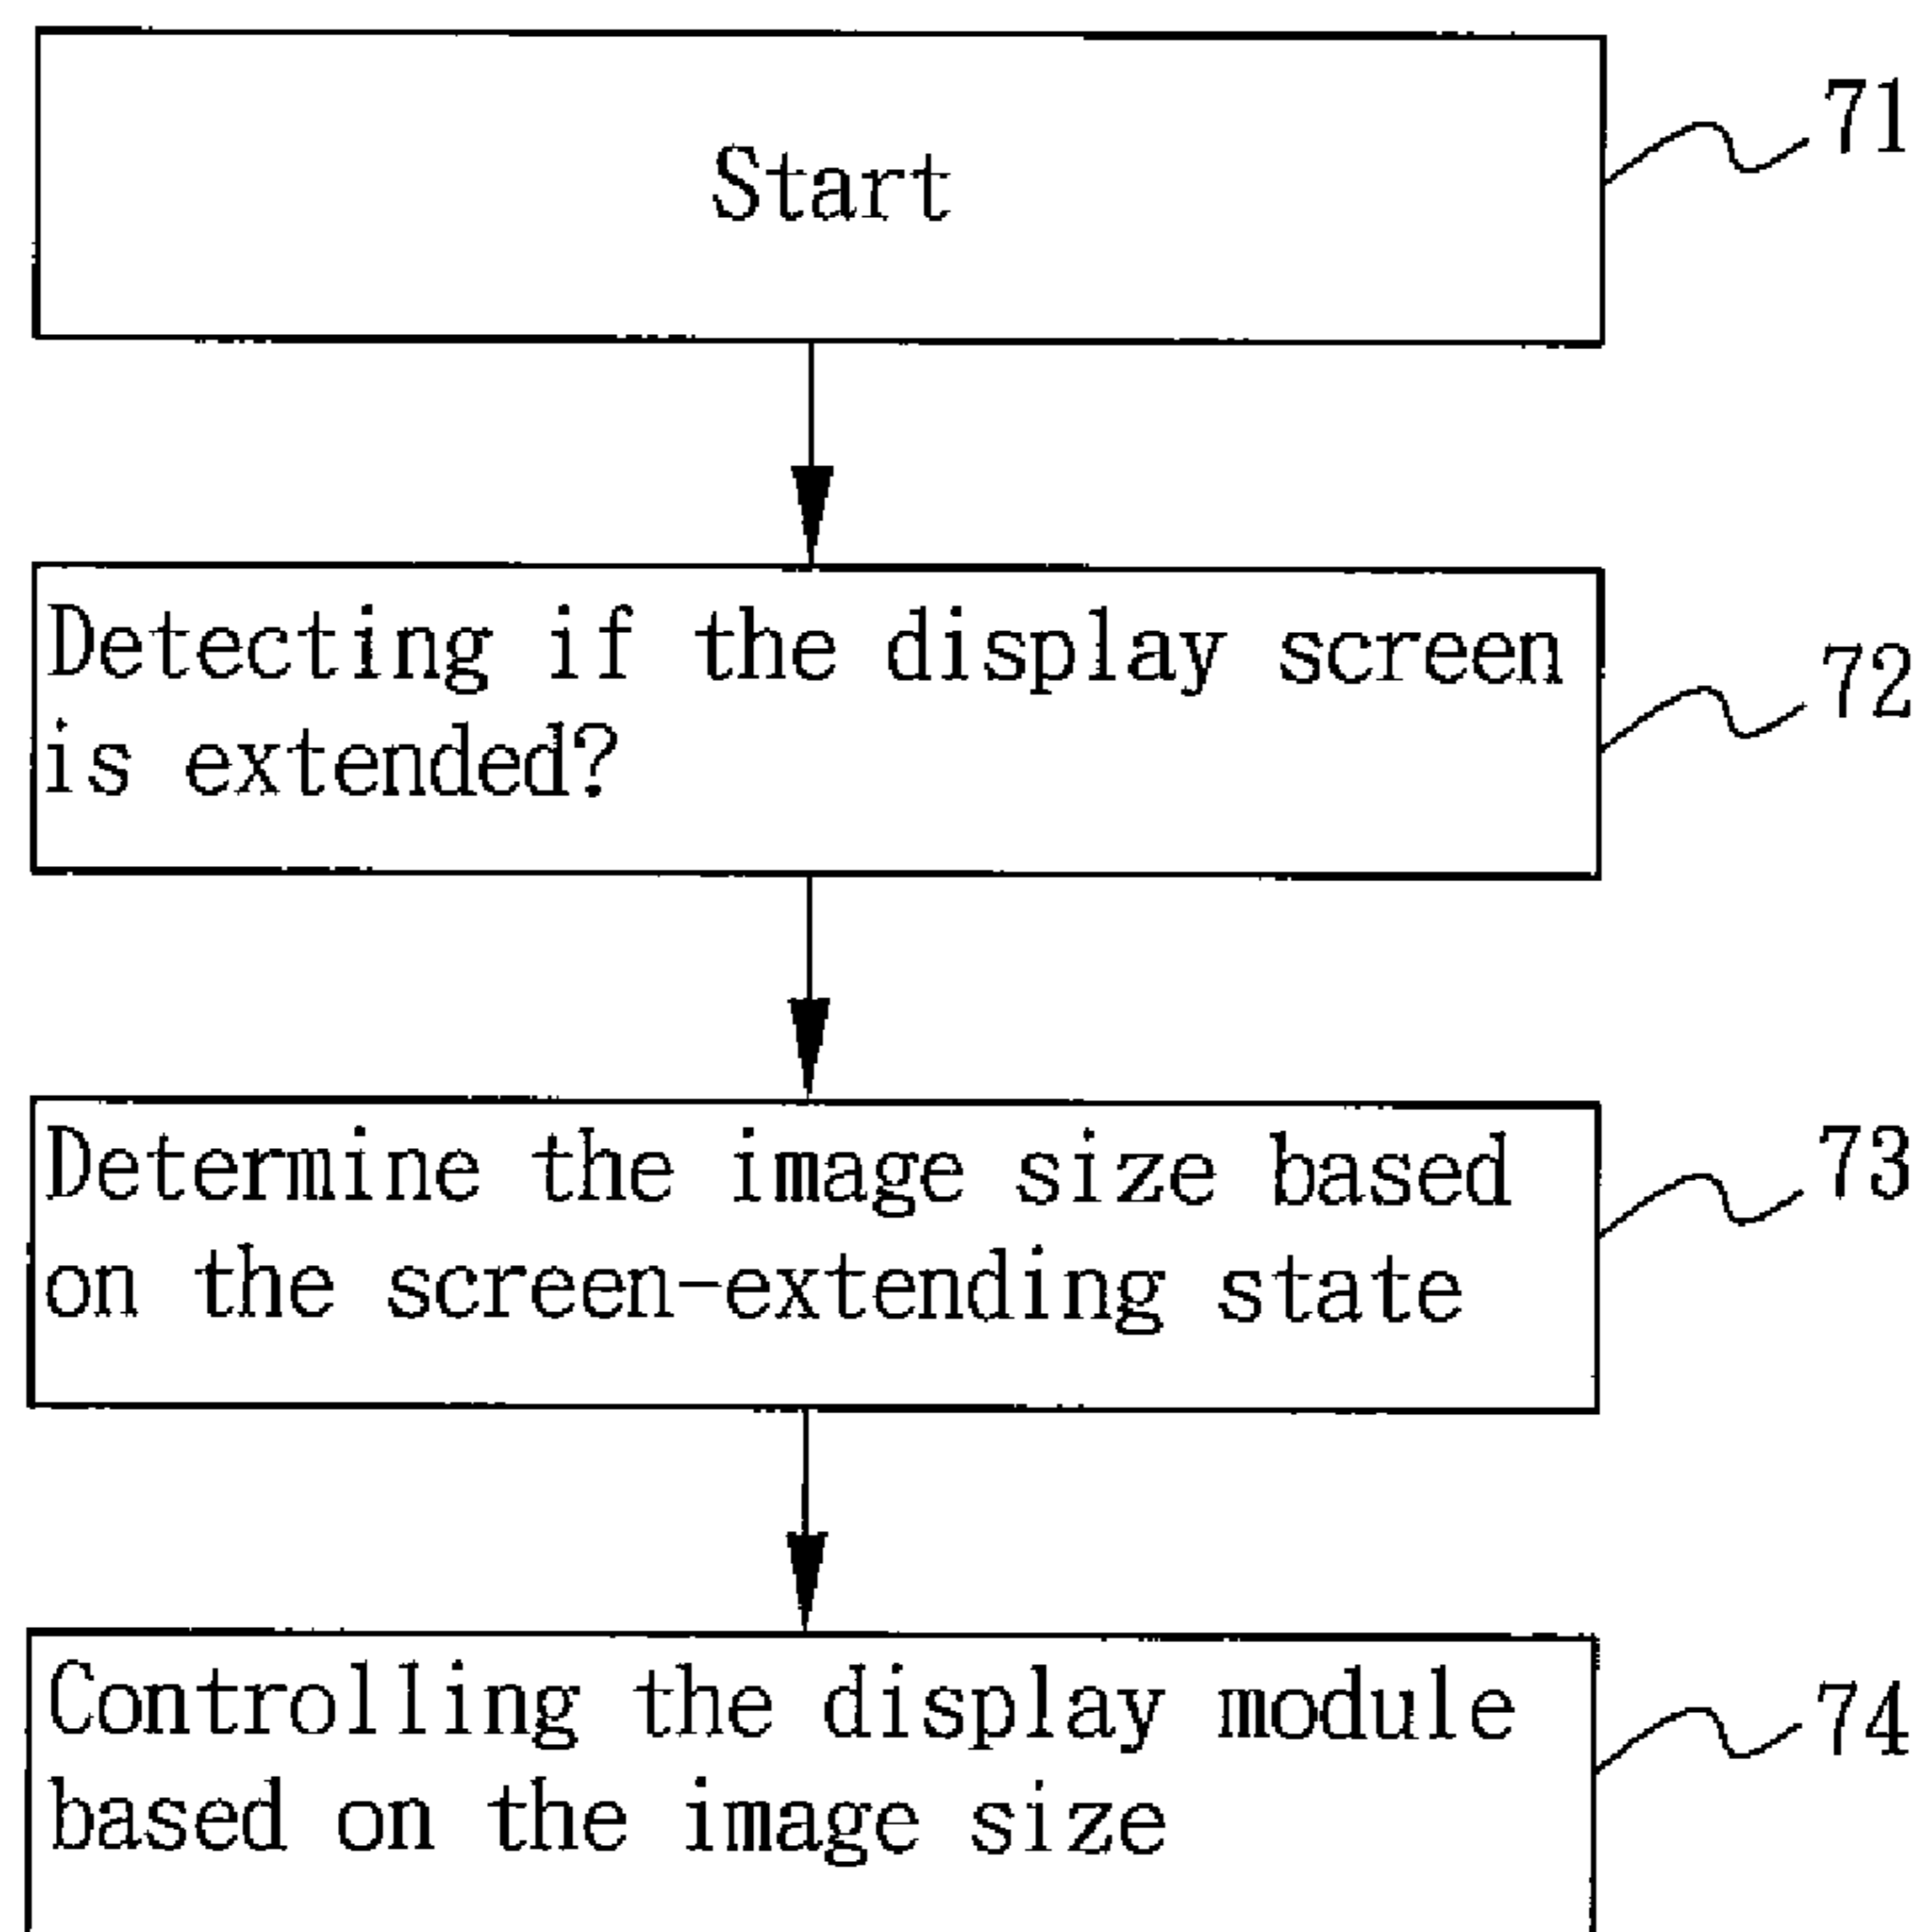 Start
71
Detecting if the display screen
is extended?
72
Determine the image size based
on the screen-extending state
73
Controlling the display module
based on the image size
74